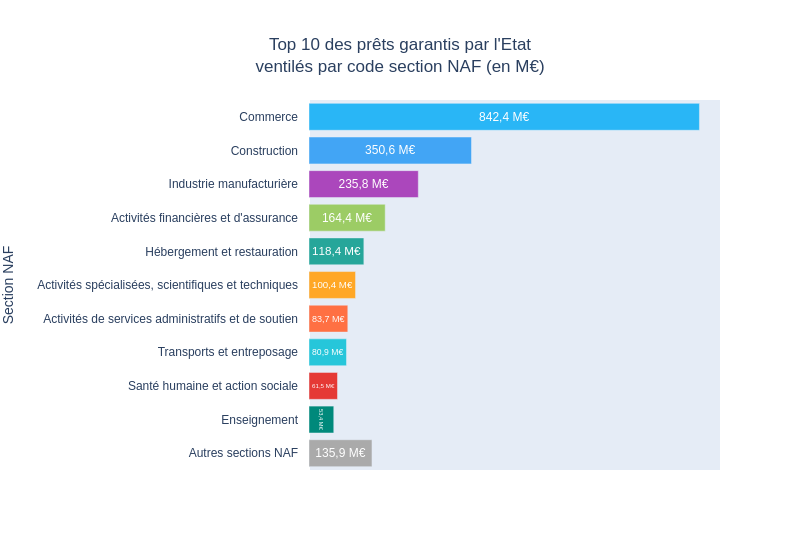 Top 10 des prêts garantis par l'Etat
ventilés par code section NAF (en M€)
Section NAF
Commerce 842,4 M€
Construction 350,6 M€
Industrie manufacturière 235,8 M€
Activités financières et d'assurance 164,4 M€
Hébergement et restauration 118,4 M€
Activités spécialisées, scientifiques et techniques 100,4 M€
Activités de services administratifs et de soutien 83,7 M€
Transports et entreposage 80,9 M€
Santé humaine et action sociale 61,5 M€
Enseignement 53,4 M€
Autres sections NAF 135,9 M€